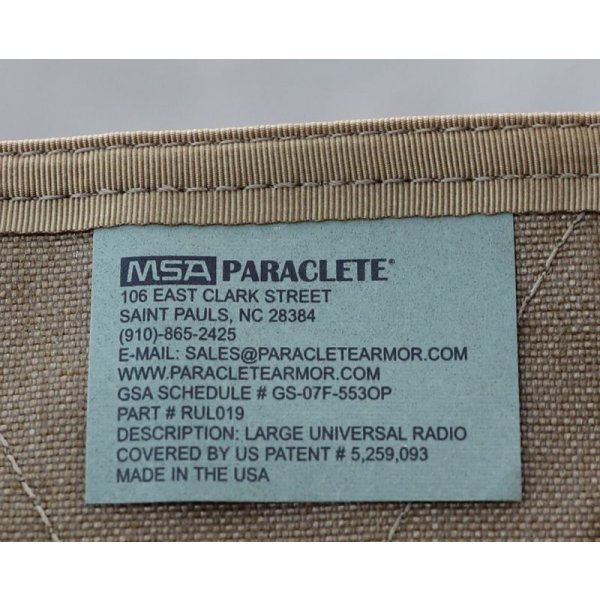 MSA PARACLETE®
106 EAST CLARK STREET
SAINT PAULS, NC 28384
(910)-865-2425
E-MAIL: SALES@PARACLETEARMOR.COM
WWW.PARACLETEARMOR.COM
GSA SCHEDULE # GS-07F-553OP
PART # RUL019
DESCRIPTION: LARGE UNIVERSAL RADIO
COVERED BY US PATENT # 5,259,093
MADE IN THE USA